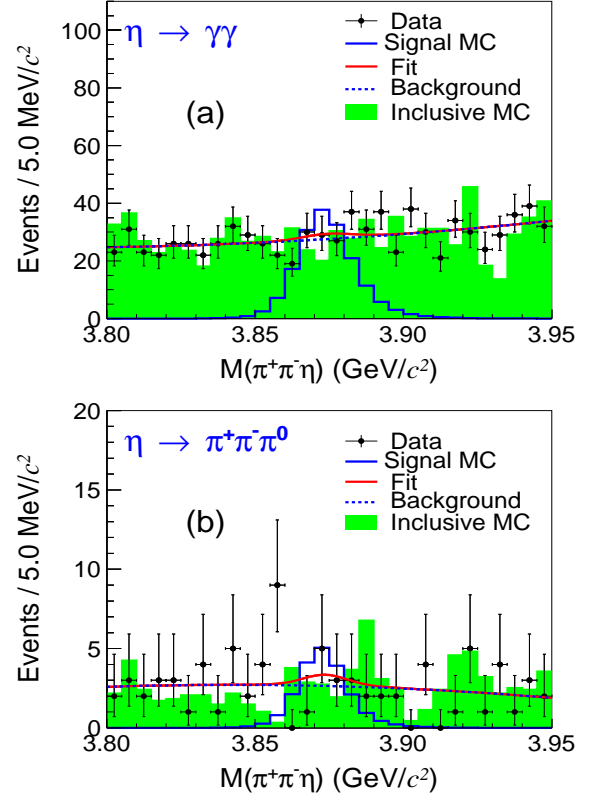 η → γγ
(a)
Data
Signal MC
Fit
Background
Inclusive MC
Events / 5.0 MeV/c²
100
80
60
40
20
0
3.80 3.85 3.90 3.95
M(π⁺π⁻η) (GeV/c²)
η → π⁺π⁻π⁰
(b)
Data
Signal MC
Fit
Background
Inclusive MC
Events / 5.0 MeV/c²
20
15
10
5
0
3.80 3.85 3.90 3.95
M(π⁺π⁻η) (GeV/c²)